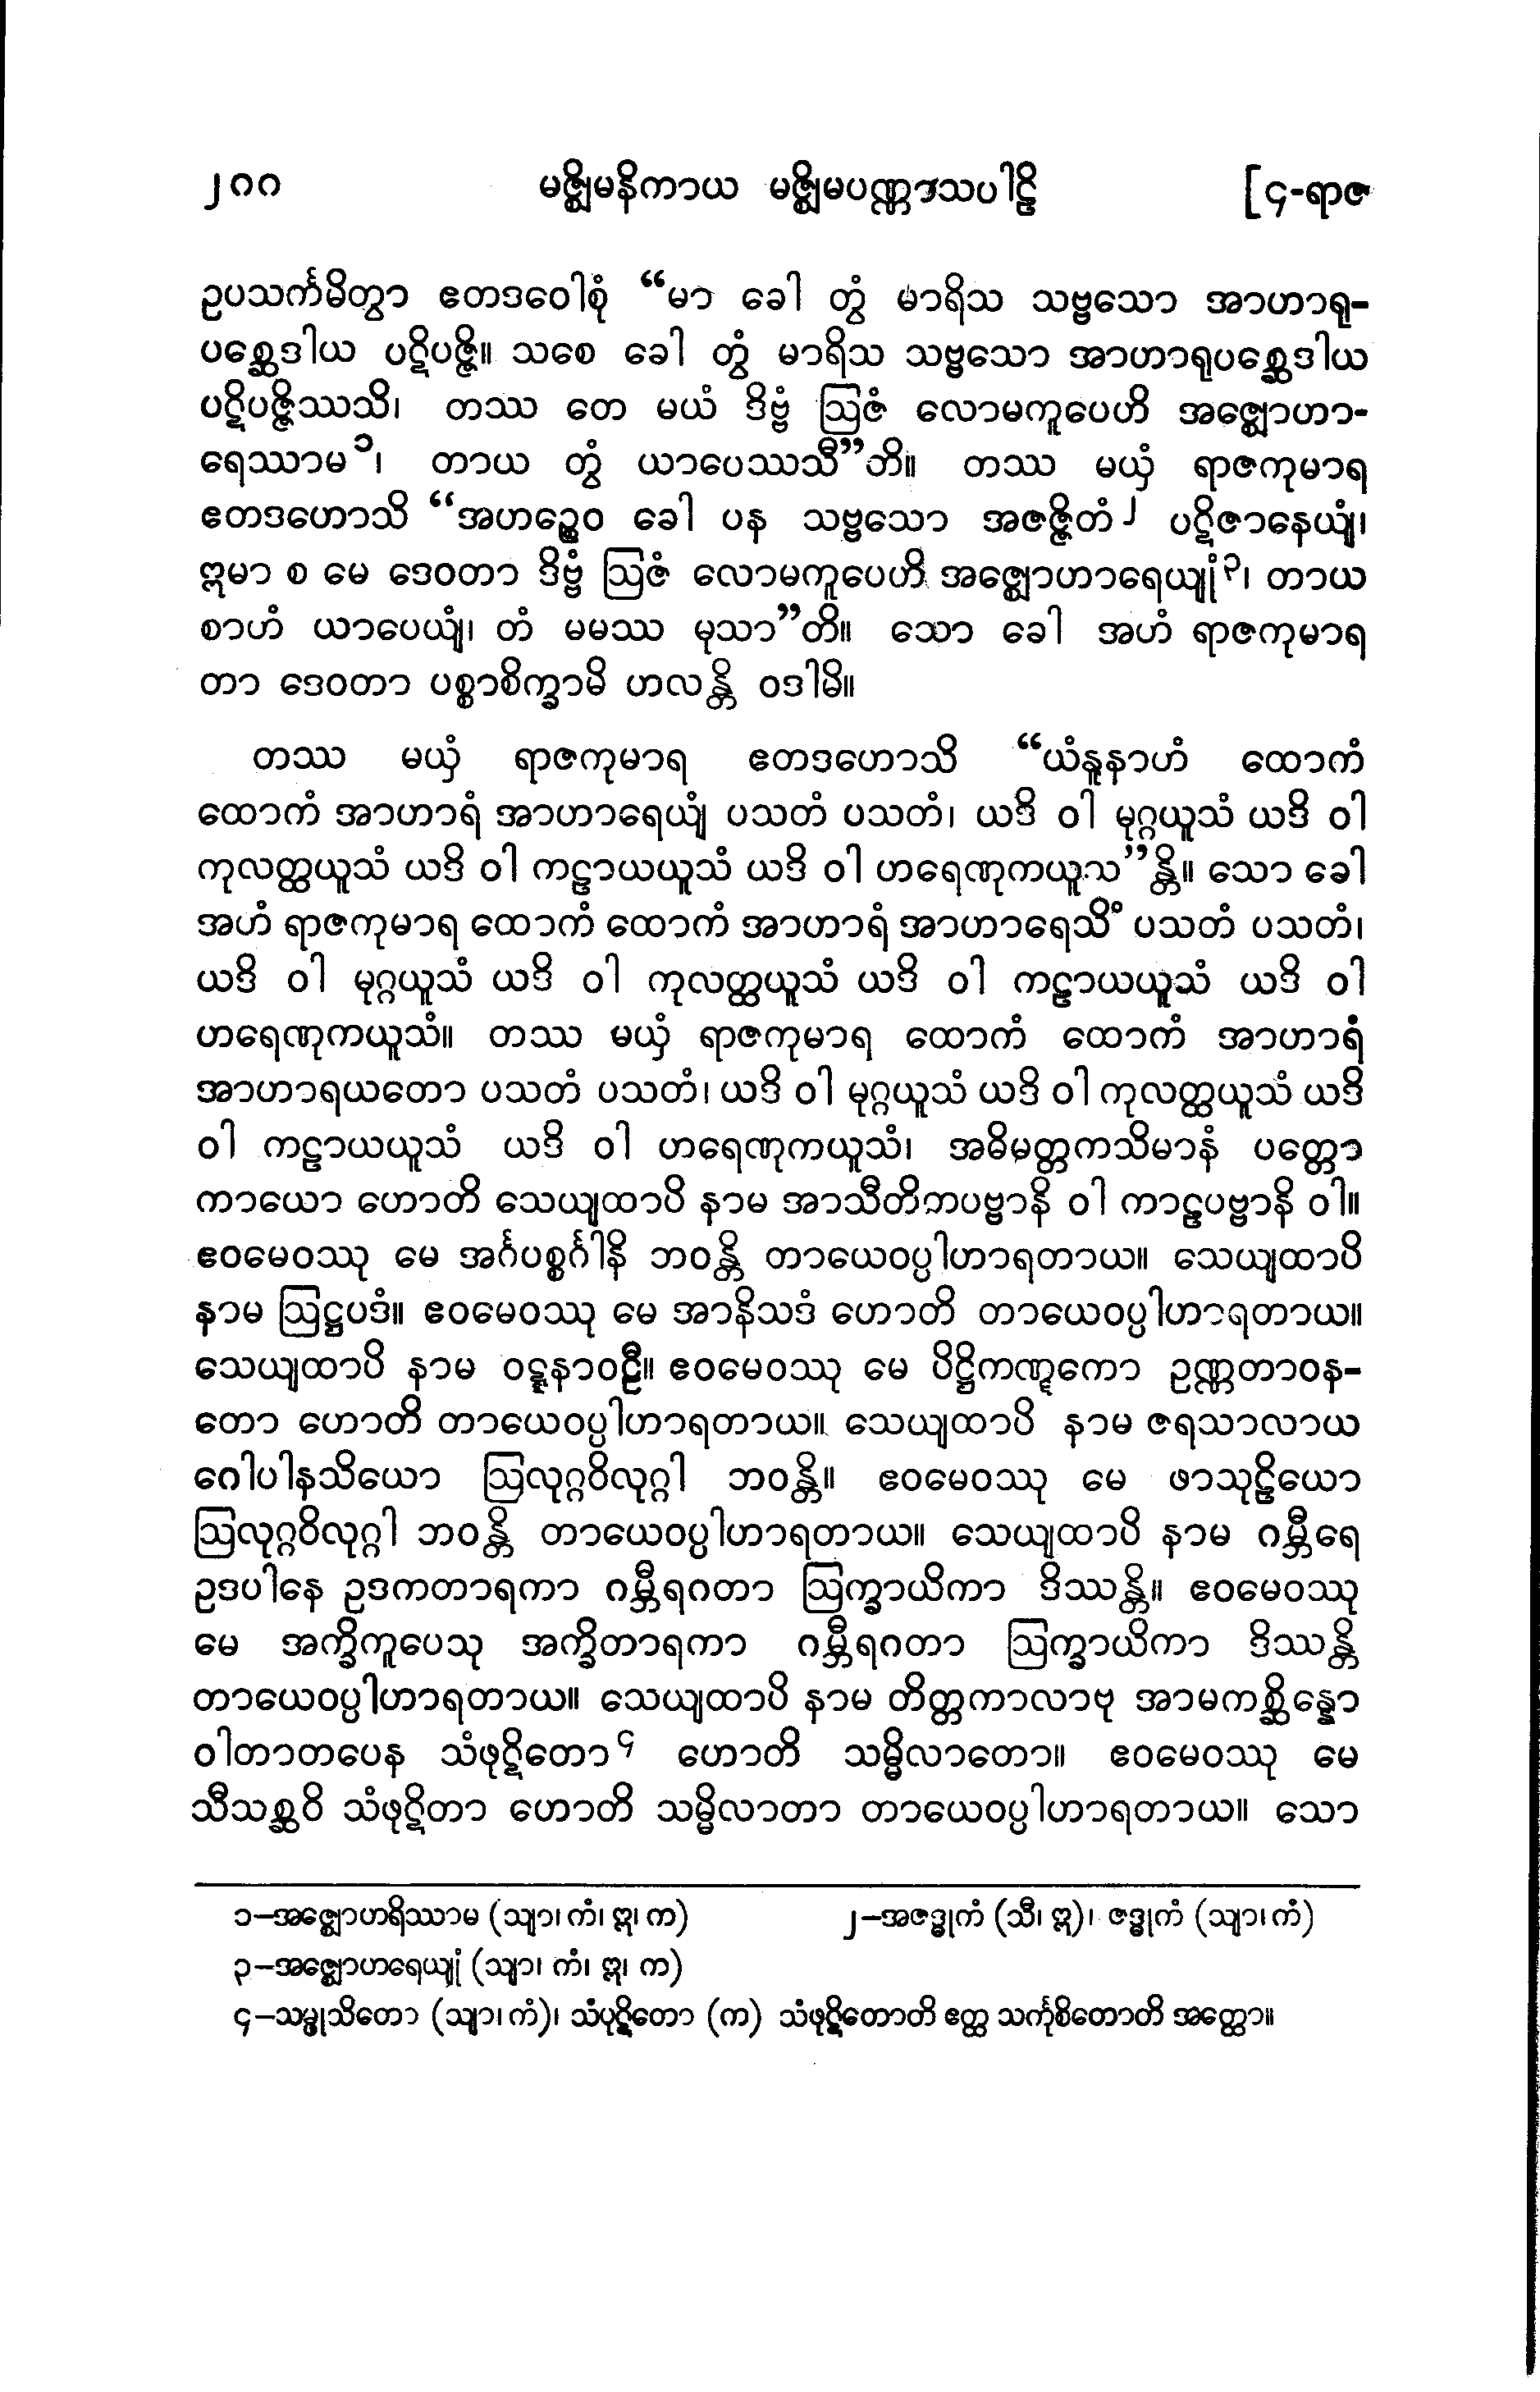 ၂၈၈ မဇ္ဈိမနိကာယ မဇ္ဈိမပဏ္ဏာသပါဠိ [၄-ရာဇ
ဥပသင်္ကမိတွာ ဧတဒဝေါစုံ “မာ ခေါ တွံ မာရိသ သဗ္ဗသော အာဟာရု-
ပစ္ဆေဒါယ ပဋိပဇ္ဇိ။ သစေ ခေါ တွံ မာရိသ သဗ္ဗသော အာဟာရုပစ္ဆေဒါယ
ပဋိပဇ္ဇိဿသိ၊ တဿ တေ မယံ ဒိဗ္ဗံ ဩဇံ လောမကူပေဟိ အဇ္ဈောဟာ-
ရေဿာမ၁၊ တာယ တွံ ယာပေဿသီ”တိ။ တဿ မယှံ ရာဇကုမာရ
ဧတဒဟောသိ “အဟဉ္စေဝ ခေါ ပန သဗ္ဗသော အဇဇ္ဇိတံ၂ ပဋိဇာနေယျံ၊
ဣမာ စ မေ ဒေဝတာ ဒိဗ္ဗံ ဩဇံ လောမကူပေဟိ အဇ္ဈောဟာရေယျုံ၃၊ တာယ
စာဟံ ယာပေယျံ၊ တံ မမဿ မုသာ”တိ။ သော ခေါ အဟံ ရာဇကုမာရ
တာ ဒေဝတာ ပစ္စာစိက္ခာမိ ဟလန္တိ ဝဒါမိ။
တဿ မယှံ ရာဇကုမာရ ဧတဒဟောသိ “ယံနူနာဟံ ထောကံ
ထောကံ အာဟာရံ အာဟာရေယျံ ပသတံ ပသတံ၊ ယဒိ ဝါ မုဂ္ဂယူသံ ယဒိ ဝါ
ကုလတ္ထယူသံ ယဒိ ဝါ ကဠာယယူသံ ယဒိ ဝါ ဟရေဏုကယူသ”န္တိ။ သော ခေါ
အဟံ ရာဇကုမာရ ထောကံ ထောကံ အာဟာရံ အာဟာရေသိံ ပသတံ ပသတံ၊
ယဒိ ဝါ မုဂ္ဂယူသံ ယဒိ ဝါ ကုလတ္ထယူသံ ယဒိ ဝါ ကဠာယယူသံ ယဒိ ဝါ
ဟရေဏုကယူသံ။ တဿ မယှံ ရာဇကုမာရ ထောကံ ထောကံ အာဟာရံ
အာဟာရယတော ပသတံ ပသတံ၊ ယဒိ ဝါ မုဂ္ဂယူသံ ယဒိ ဝါ ကုလတ္ထယူသံ ယဒိ
ဝါ ကဠာယယူသံ ယဒိ ဝါ ဟရေဏုကယူသံ၊ အဓိမတ္တကသိမာနံ ပတ္တော
ကာယော ဟောတိ သေယျထာပိ နာမ အာသီတိကပဗ္ဗာနိ ဝါ ကာဠပဗ္ဗာနိ ဝါ။
ဧဝမေဝဿု မေ အင်္ဂပစ္စင်္ဂါနိ ဘဝန္တိ တာယေဝပ္ပါဟာရတာယ။ သေယျထာပိ
နာမ ဩဋ္ဌပဒံ။ ဧဝမေဝဿု မေ အာနိသဒံ ဟောတိ တာယေဝပ္ပါဟာရတာယ။
သေယျထာပိ နာမ ဝဋ္ဋနာဝဠီ။ ဧဝမေဝဿု မေ ပိဋ္ဌိကဏ္ဋကော ဥဏ္ဏတာဝန-
တော ဟောတိ တာယေဝပ္ပါဟာရတာယ။ သေယျထာပိ နာမ ဇရသာလာယ
ဂေါပါနသိယော ဩလုဂ္ဂဝိလုဂ္ဂါ ဘဝန္တိ။ ဧဝမေဝဿု မေ ဖာသုဠိယော
ဩလုဂ္ဂဝိလုဂ္ဂါ ဘဝန္တိ တာယေဝပ္ပါဟာရတာယ။ သေယျထာပိ နာမ ဂမ္ဘီရေ
ဥဒပါနေ ဥဒကတာရကာ ဂမ္ဘီရဂတာ ဩက္ခာယိကာ ဒိဿန္တိ။ ဧဝမေဝဿု
မေ အက္ခိကူပေသု အက္ခိတာရကာ ဂမ္ဘီရဂတာ ဩက္ခာယိကာ ဒိဿန္တိ
တာယေဝပ္ပါဟာရတာယ။ သေယျထာပိ နာမ တိတ္တကာလာဗု အာမကစ္ဆိန္နော
ဝါတာတပေန သံဖုဋိတော၄ ဟောတိ သမ္မိလာတော။ ဧဝမေဝဿု မေ
သီသစ္ဆဝိ သံဖုဋိတာ ဟောတိ သမ္မိလာတာ တာယေဝပ္ပါဟာရတာယ။ သော
၁–အဇ္ဈောဟရိဿာမ (သျာ၊ ကံ၊ ဣ၊ က) ၂–အဇဒ္ဓုကံ (သီ၊ ဣ)၊ ဇဒ္ဓုကံ (သျာ၊ ကံ)
၃–အဇ္ဈောဟရေယျုံ (သျာ၊ ကံ၊ ဣ၊ က)
၄–သမ္ဖုသိတော (သျာ၊ ကံ)၊ သံပုဋိတော (က) သံဖုဋိတောတိ ဧတ္ထ သင်္ကုစိတောတိ အတ္ထော။